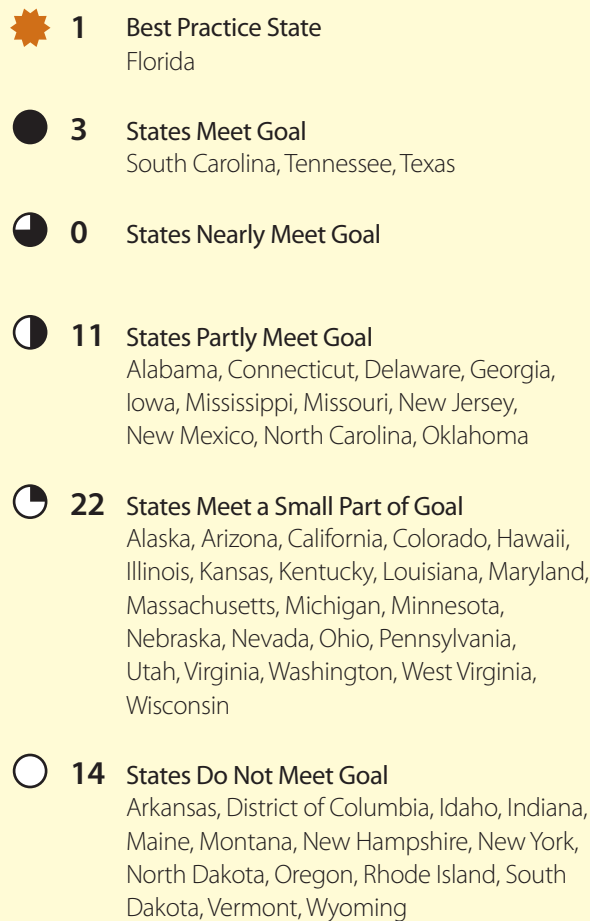 1 Best Practice State
Florida
3 States Meet Goal
South Carolina, Tennessee, Texas
0 States Nearly Meet Goal
11 States Partly Meet Goal
Alabama, Connecticut, Delaware, Georgia,
Iowa, Mississippi, Missouri, New Jersey,
New Mexico, North Carolina, Oklahoma
22 States Meet a Small Part of Goal
Alaska, Arizona, California, Colorado, Hawaii,
Illinois, Kansas, Kentucky, Louisiana, Maryland,
Massachusetts, Michigan, Minnesota,
Nebraska, Nevada, Ohio, Pennsylvania,
Utah, Virginia, Washington, West Virginia,
Wisconsin
14 States Do Not Meet Goal
Arkansas, District of Columbia, Idaho, Indiana,
Maine, Montana, New Hampshire, New York,
North Dakota, Oregon, Rhode Island, South
Dakota, Vermont, Wyoming